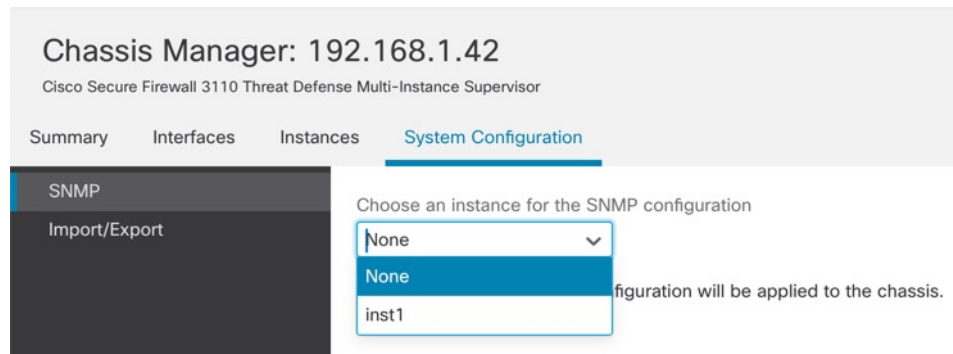 Chassis Manager: 192.168.1.42
Cisco Secure Firewall 3110 Threat Defense Multi-Instance Supervisor
Summary Interfaces Instances System Configuration
SNMP
Import/Export
Choose an instance for the SNMP configuration
None
None
inst1
figuration will be applied to the chassis.